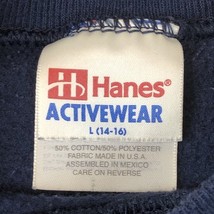 Hanes®
ACTIVEWEAR
L (14-16)
50% COTTON/50% POLYESTER
FABRIC MADE IN U.S.A.
ASSEMBLED IN MEXICO
CARE ON REVERSE